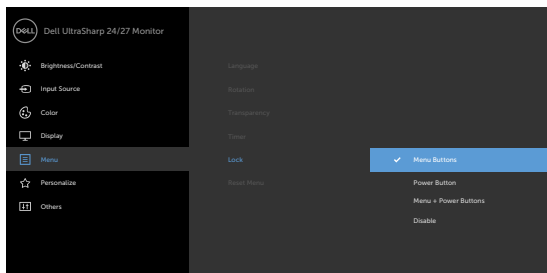 DELL
Dell UltraSharp 24/27 Monitor
Brightness/Contrast
Input Source
Color
Display
Menu
Personalize
Others
Language
Rotation
Transparency
Timer
Lock
Reset Menu
Menu Buttons
Power Button
Menu + Power Buttons
Disable